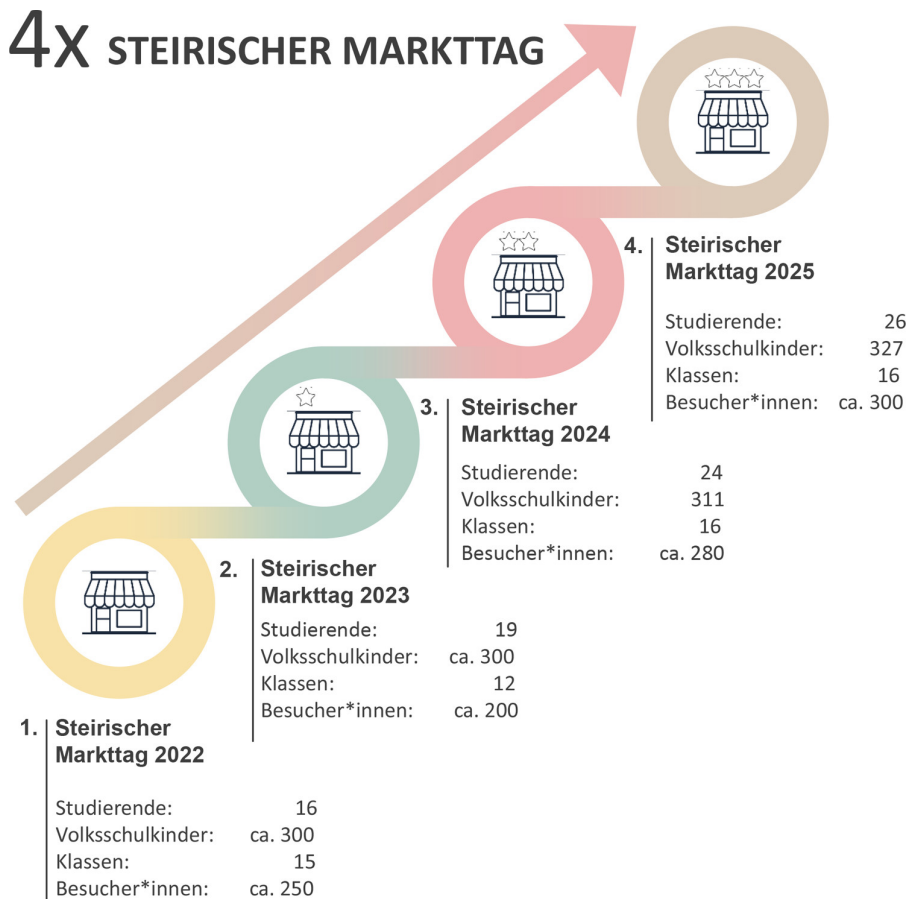 4x STEIRISCHER MARKTTAG
1. Steirischer
Markttag 2022
Studierende: 16
Volksschulkinder: ca. 300
Klassen: 15
Besucher*innen: ca. 250
2. Steirischer
Markttag 2023
Studierende: 19
Volksschulkinder: ca. 300
Klassen: 12
Besucher*innen: ca. 200
3. Steirischer
Markttag 2024
Studierende: 24
Volksschulkinder: 311
Klassen: 16
Besucher*innen: ca. 280
4. Steirischer
Markttag 2025
Studierende: 26
Volksschulkinder: 327
Klassen: 16
Besucher*innen: ca. 300